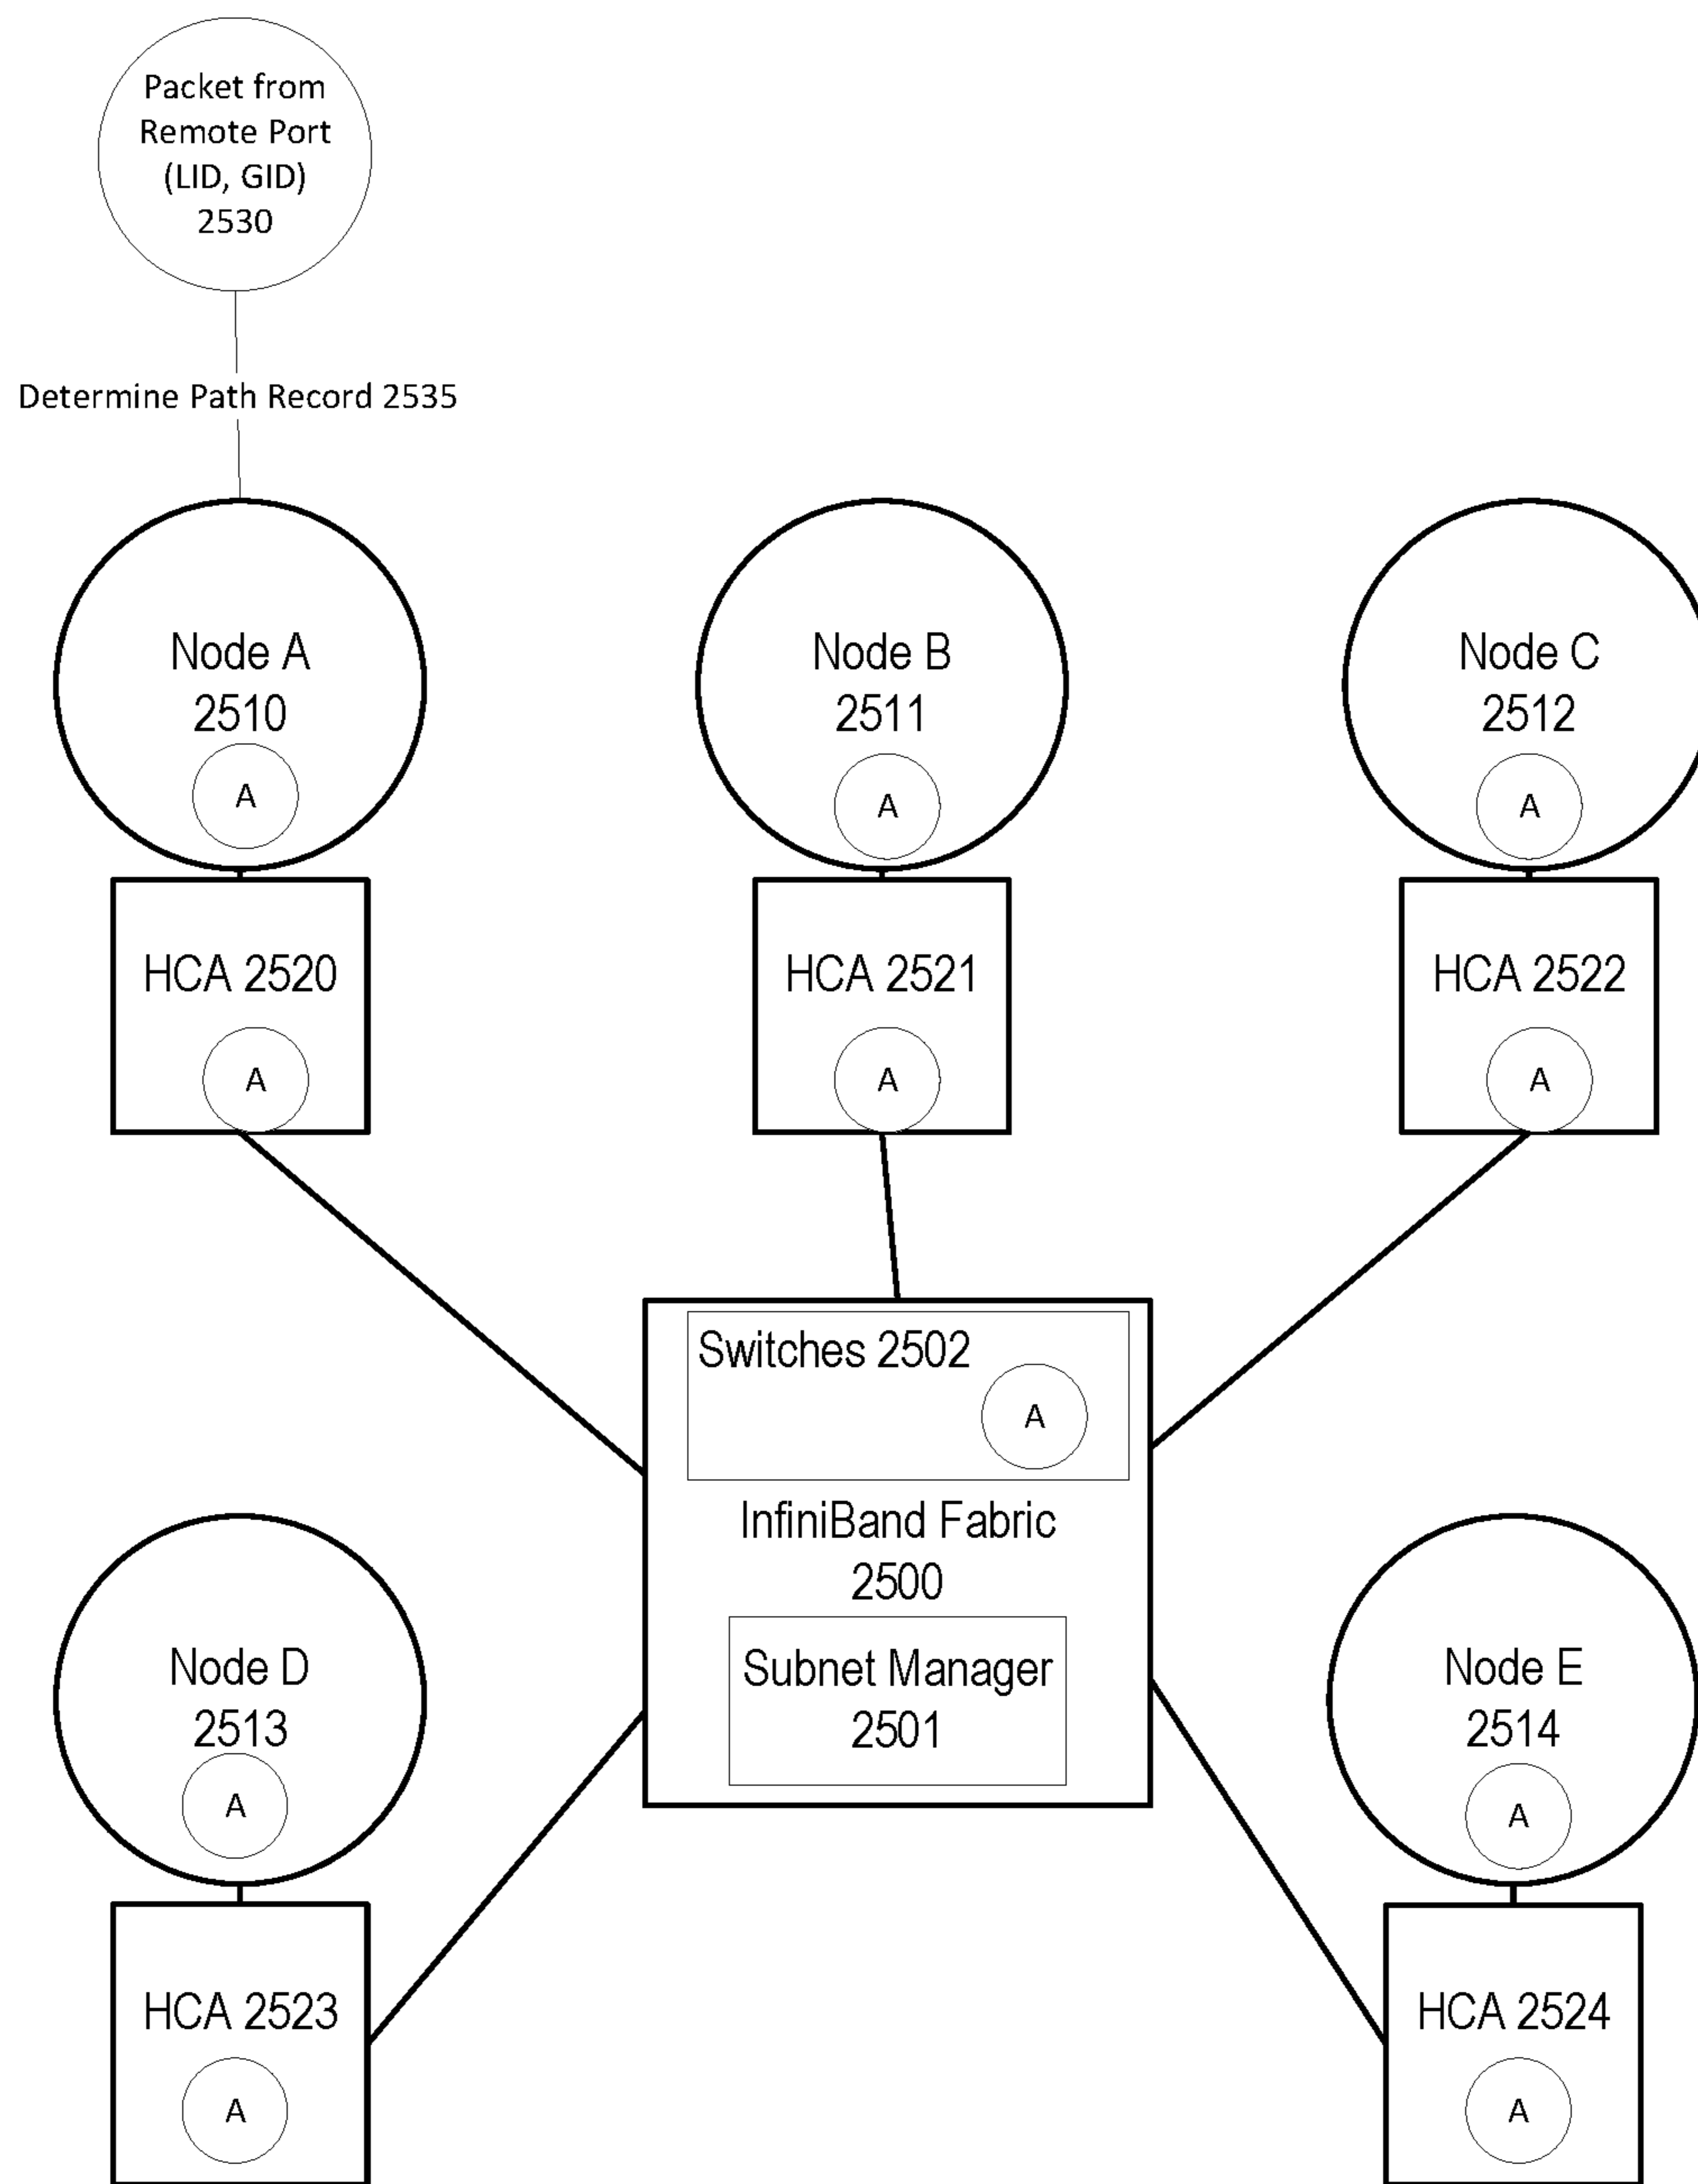 Packet from
Remote Port
(LID, GID)
2530
Determine Path Record 2535
Node A
2510
A
Node B
2511
A
Node C
2512
A
HCA 2520
A
HCA 2521
A
HCA 2522
A
Switches 2502
A
InfiniBand Fabric
2500
Subnet Manager
2501
Node D
2513
A
Node E
2514
A
HCA 2523
A
HCA 2524
A